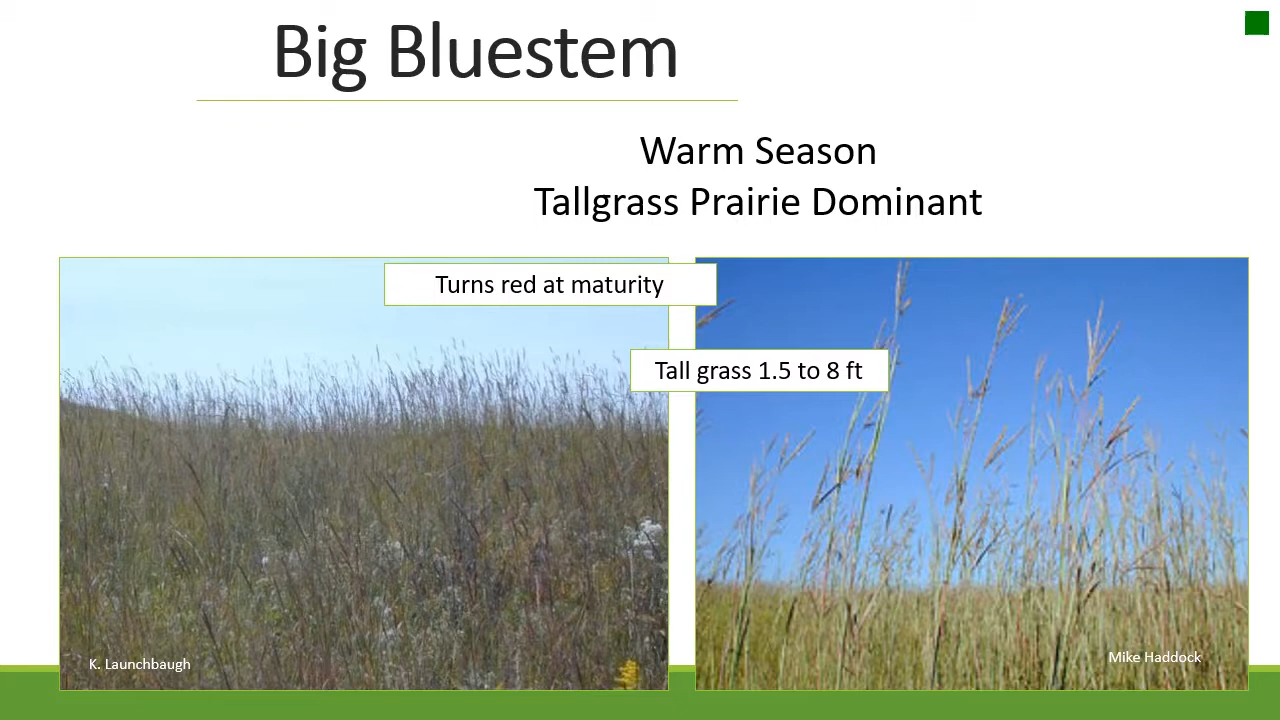 Big Bluestem
Warm Season
Tallgrass Prairie Dominant
Turns red at maturity
Tall grass 1.5 to 8 ft
K. Launchbaugh
Mike Haddock